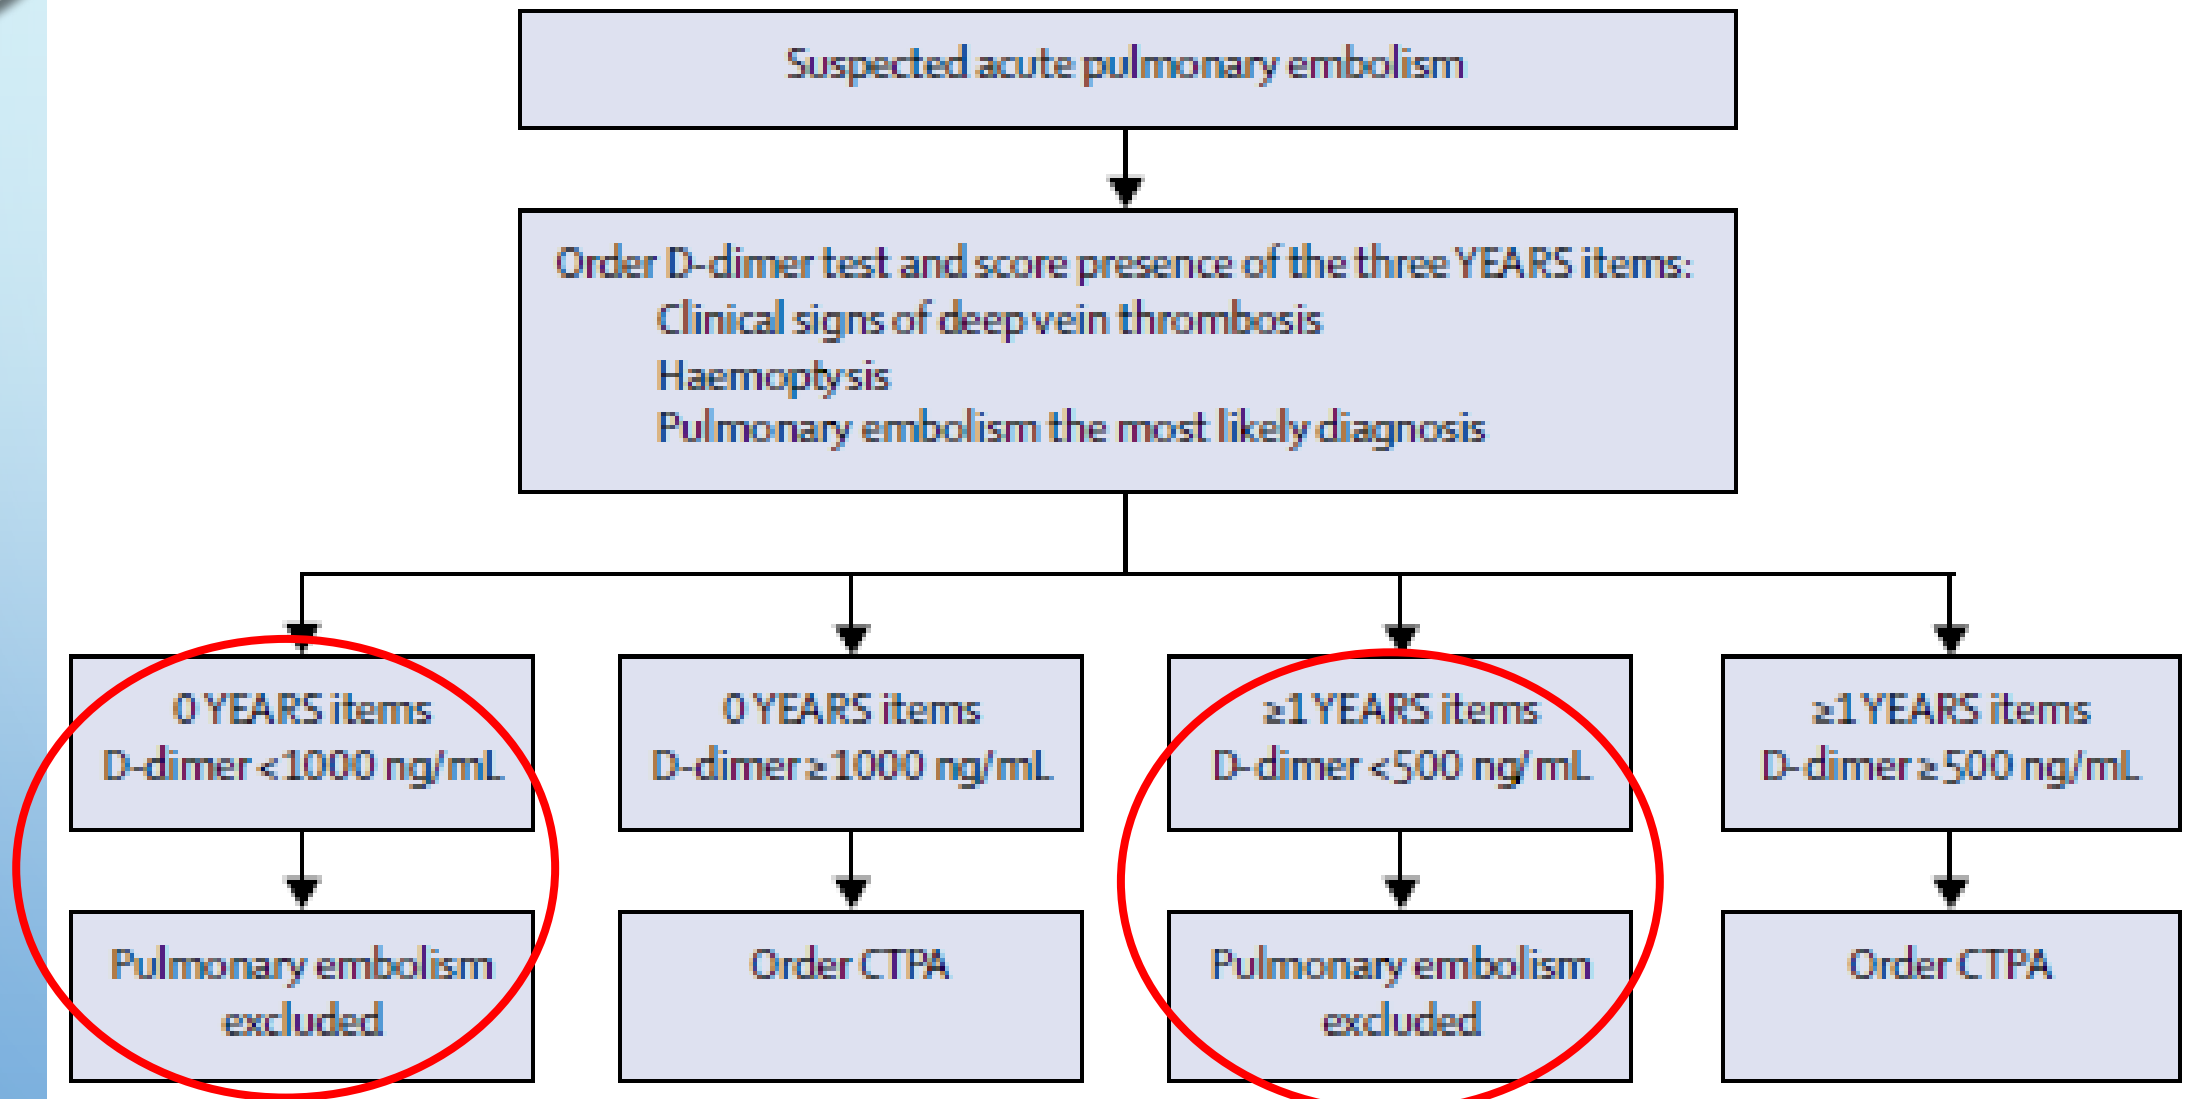 Suspected acute pulmonary embolism
Order D-dimer test and score presence of the three YEARS items:
Clinical signs of deep vein thrombosis
Haemoptysis
Pulmonary embolism the most likely diagnosis
0 YEARS items
D-dimer <1000 ng/mL
0 YEARS items
D-dimer ≥1000 ng/mL
≥1 YEARS items
D-dimer <500 ng/mL
≥1 YEARS items
D-dimer ≥500 ng/mL
Pulmonary embolism
excluded
Order CTPA
Pulmonary embolism
excluded
Order CTPA